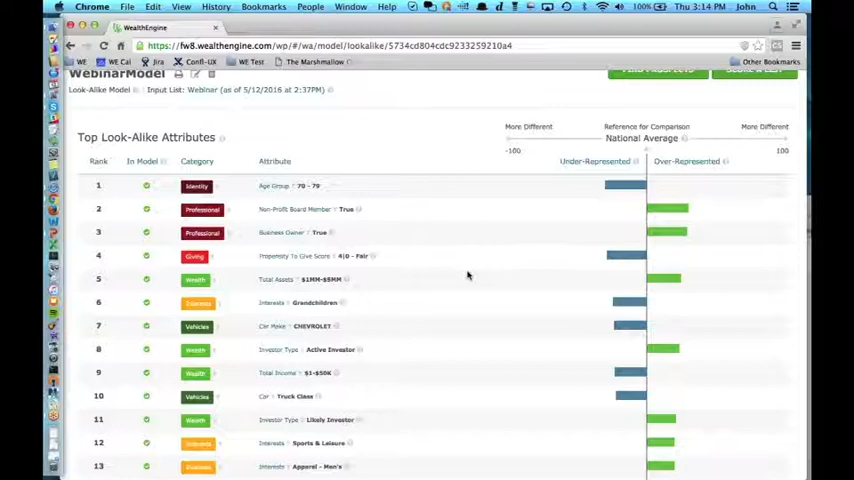 Chrome File Edit View History Bookmarks People Window Help 100% Thu 3:14 PM John
WealthEngine
https://fw8.wealthengine.com/wp/#/wa/model/lookalike/5734cd804cdc9233259210a4
WE WE Cal Jira Confl-UX WE Test The Marshmallow Other Bookmarks
WebinarModel
Look-Alike Model Input List: Webinar (as of 5/12/2016 at 2:37PM)
Top Look-Alike Attributes
More Different Reference for Comparison More Different
National Average
-100 100
Rank In Model Category Attribute Under-Represented Over-Represented
1 Identity Age Group 70 - 79
2 Professional Non-Profit Board Member True
3 Professional Business Owner True
4 Giving Propensity To Give Score 4|0 - Fair
5 Wealth Total Assets $1MM-$5MM
6 Interests Interests Grandchildren
7 Vehicles Car Make CHEVROLET
8 Wealth Investor Type Active Investor
9 Wealth Total Income $1-$50K
10 Vehicles Car Truck Class
11 Wealth Investor Type Likely Investor
12 Interests Interests Sports & Leisure
13 Interests Interests Apparel - Men's